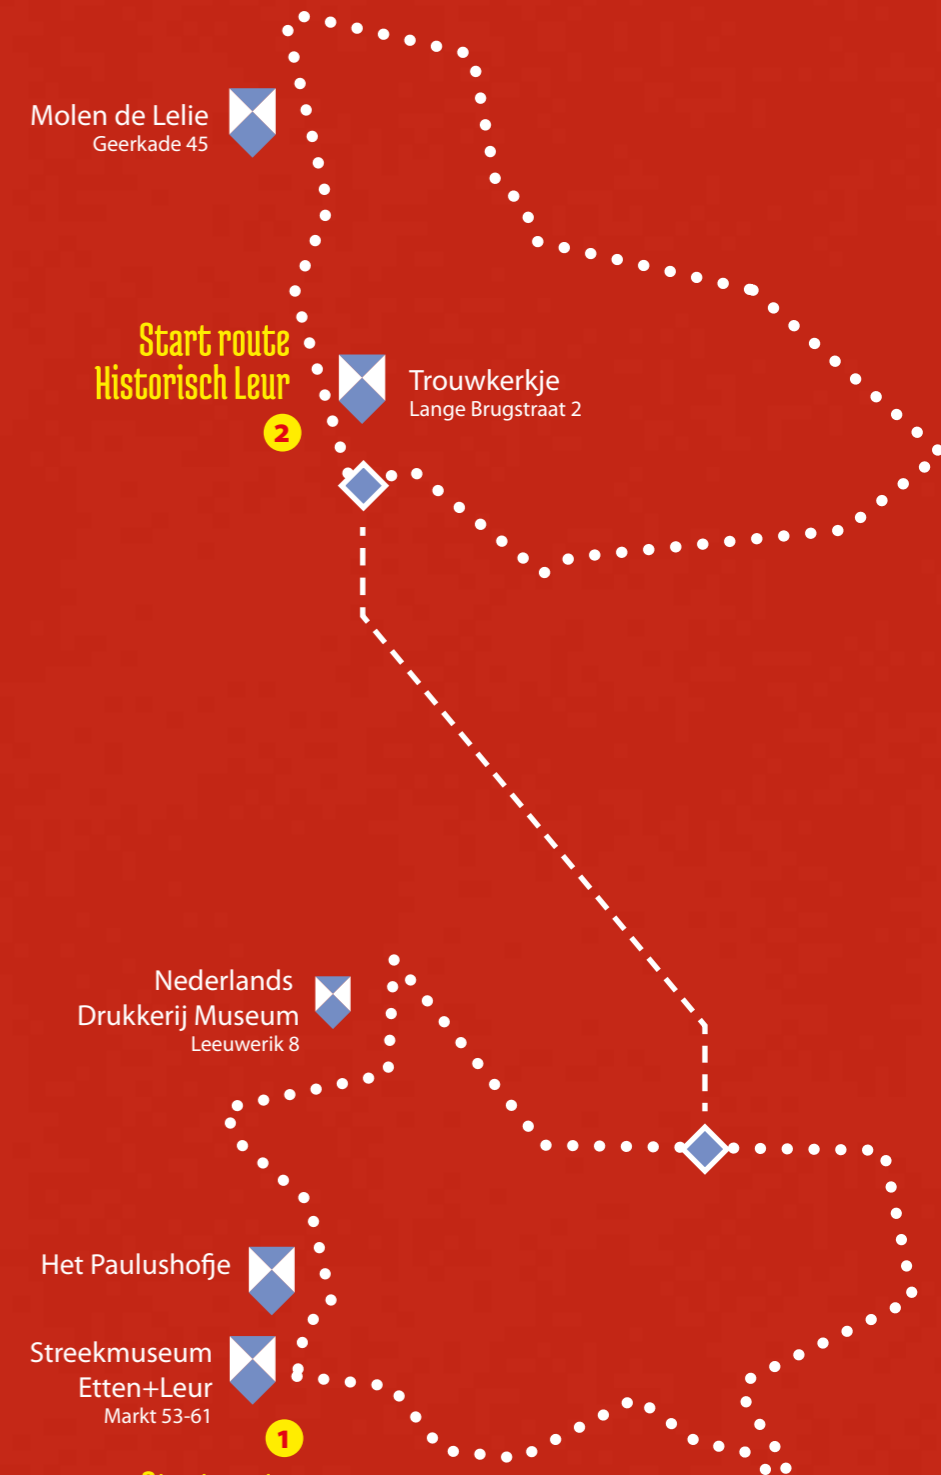 Molen de Lelie
Geerkade 45
Start route
Historisch Leur
2
Trouwkerkje
Lange Brugstraat 2
Nederlands
Drukkerij Museum
Leeuwerik 8
Het Paulushofje
Streekmuseum
Etten+Leur
Markt 53-61
1